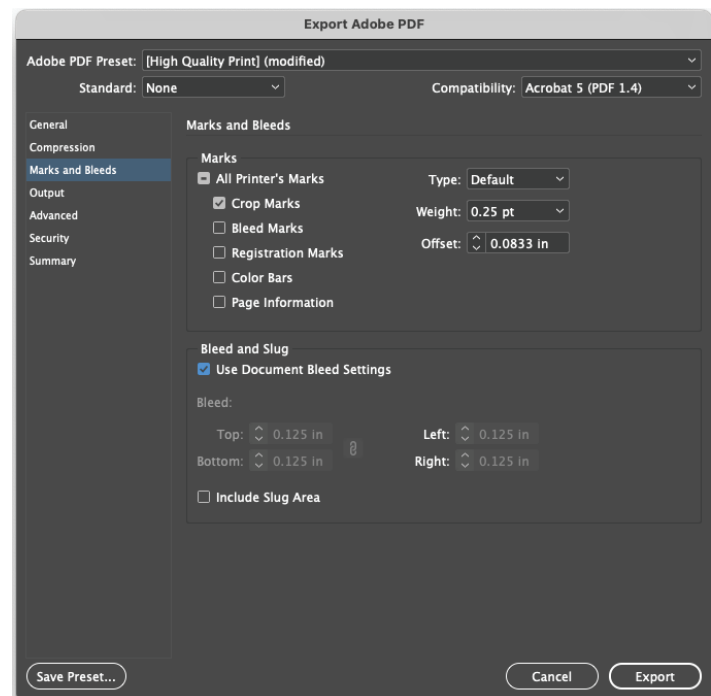 Export Adobe PDF
Adobe PDF Preset: [High Quality Print] (modified)
Standard: None
Compatibility: Acrobat 5 (PDF 1.4)
General
Compression
Marks and Bleeds
Output
Advanced
Security
Summary
Marks and Bleeds
Marks
All Printer's Marks
Crop Marks
Bleed Marks
Registration Marks
Color Bars
Page Information
Type: Default
Weight: 0.25 pt
Offset: 0.0833 in
Bleed and Slug
Use Document Bleed Settings
Bleed:
Top: 0.125 in
Bottom: 0.125 in
Left: 0.125 in
Right: 0.125 in
Include Slug Area
Save Preset...
Cancel
Export